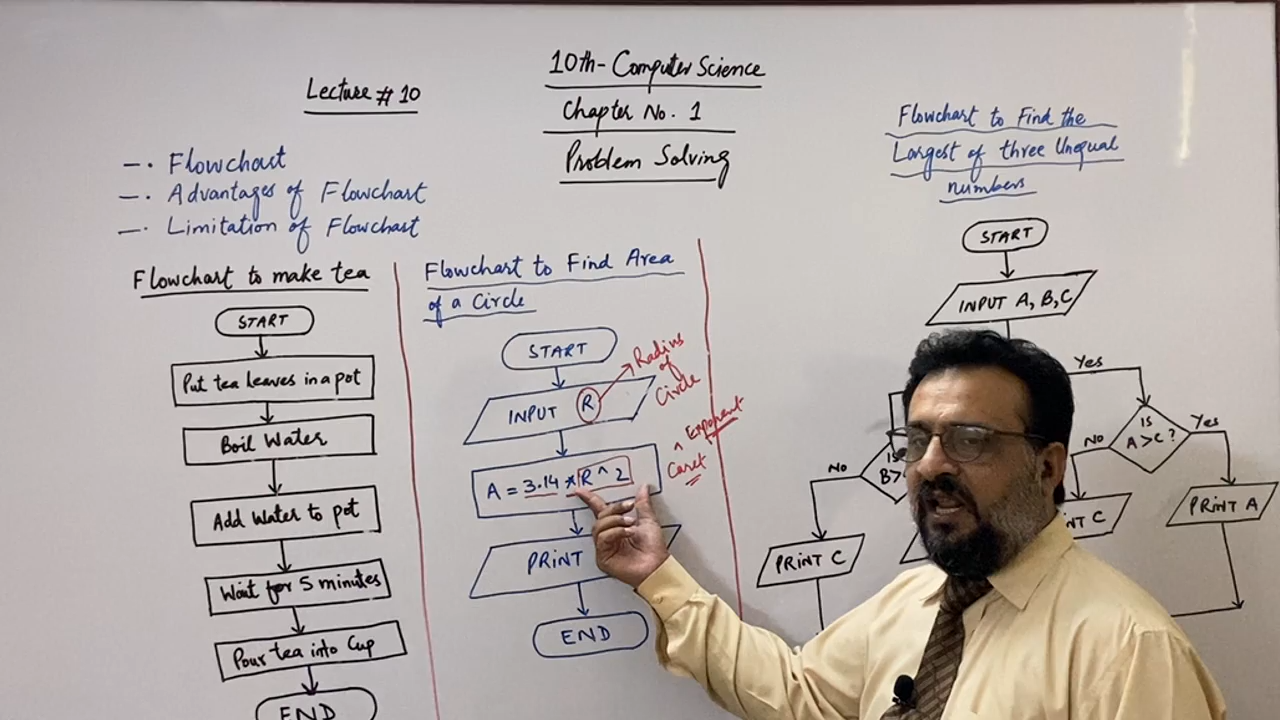 Lecture # 10
10th- Computer Science
Chapter No. 1
Problem Solving
—. Flowchart
—. Advantages of Flowchart
—. Limitation of Flowchart
Flowchart to make tea
START
Put tea leaves in a pot
Boil Water
Add Water to pot
Wait for 5 minutes
Pour tea into Cup
END
Flowchart to Find Area
of a Circle
START
INPUT R
Radius
of
Circle
A = 3.14 * R ^ 2
^ Exponent
Caret
PRINT
END
Flowchart to Find the
Largest of three Unequal
numbers
START
INPUT A, B, C
Yes
Is
A > C ?
No
Yes
No
Is
B >
PRINT C
NT C
PRINT A